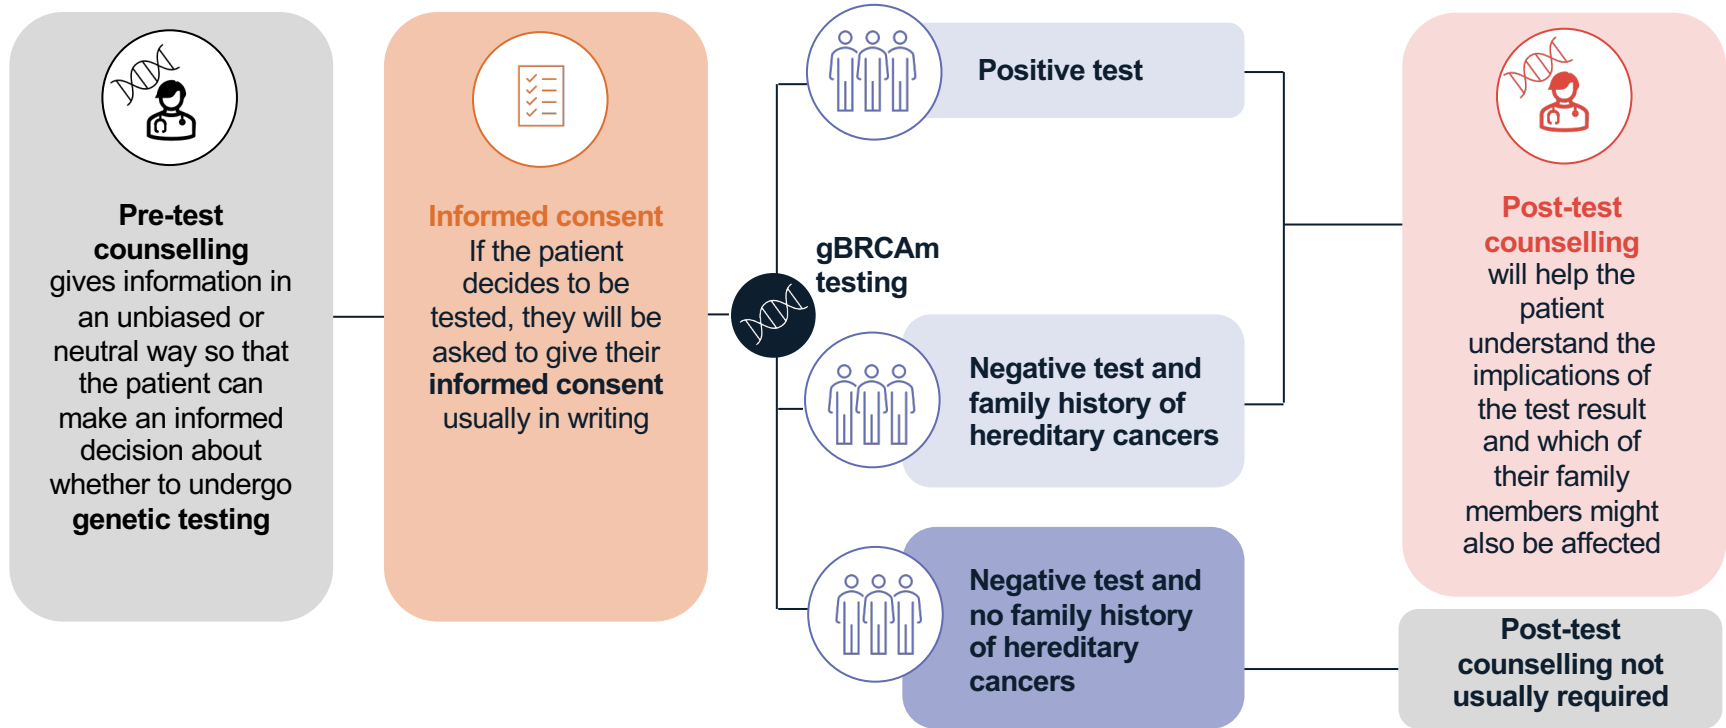 Pre-test
counselling
gives information in
an unbiased or
neutral way so that
the patient can
make an informed
decision about
whether to undergo
genetic testing
Informed consent
If the patient
decides to be
tested, they will be
asked to give their
informed consent
usually in writing
gBRCAm
testing
Positive test
Negative test and
family history of
hereditary cancers
Negative test and
no family history
of hereditary
cancers
Post-test
counselling
will help the
patient
understand the
implications of
the test result
and which of
their family
members might
also be affected
Post-test
counselling not
usually required